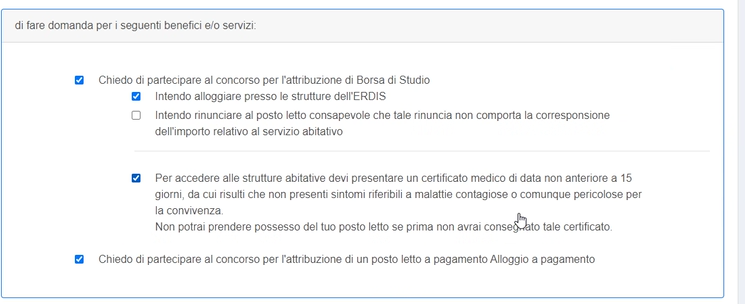 di fare domanda per i seguenti benefici e/o servizi:
Chiedo di partecipare al concorso per l'attribuzione di Borsa di Studio
Intendo alloggiare presso le strutture dell'ERDIS
Intendo rinunciare al posto letto consapevole che tale rinuncia non comporta la corresponsione
dell'importo relativo al servizio abitativo
Per accedere alle strutture abitative devi presentare un certificato medico di data non anteriore a 15
giorni, da cui risulti che non presenti sintomi riferibili a malattie contagiose o comunque pericolose per
la convivenza.
Non potrai prendere possesso del tuo posto letto se prima non avrai consegnato tale certificato.
Chiedo di partecipare al concorso per l'attribuzione di un posto letto a pagamento Alloggio a pagamento